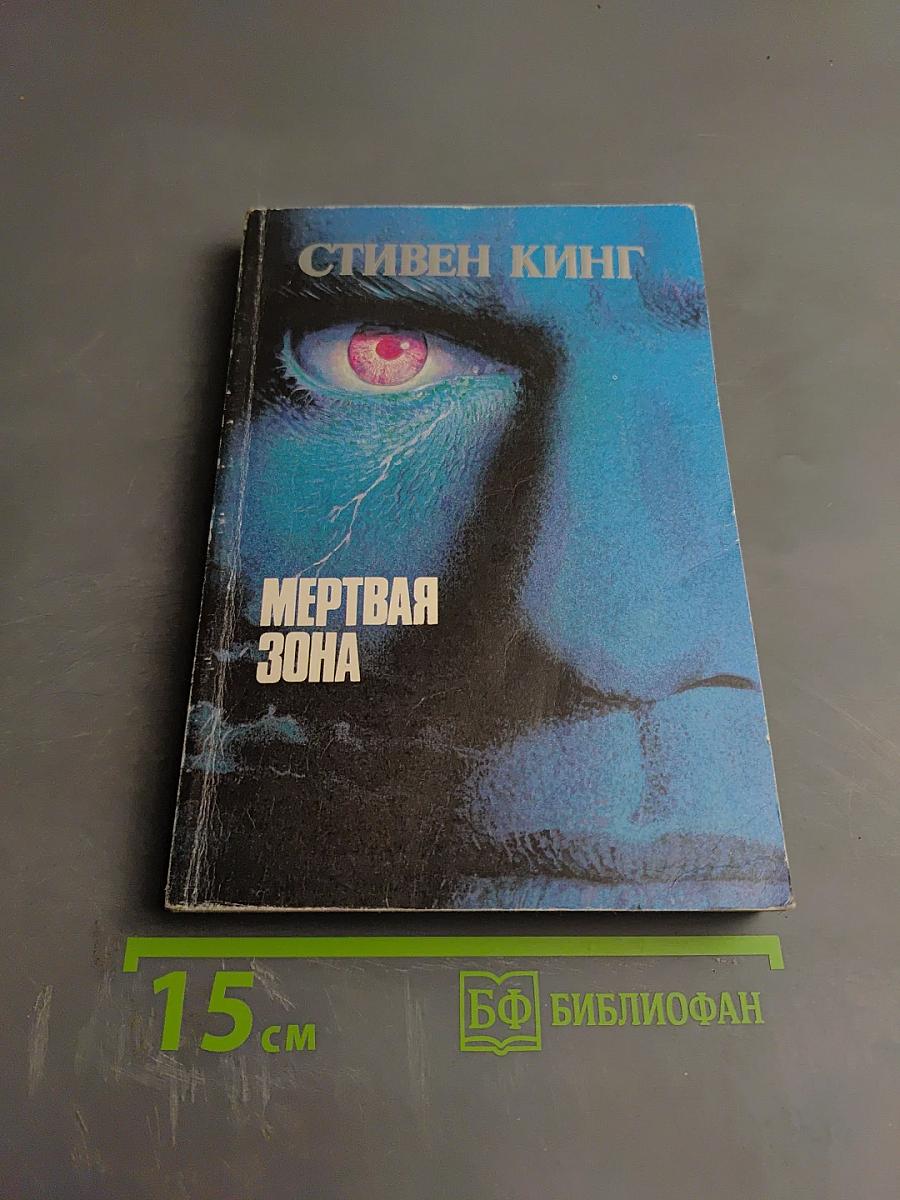 СТИВЕН КИНГ
МЕРТВАЯ
ЗОНА
15 см
БФ БИБЛИОФАН